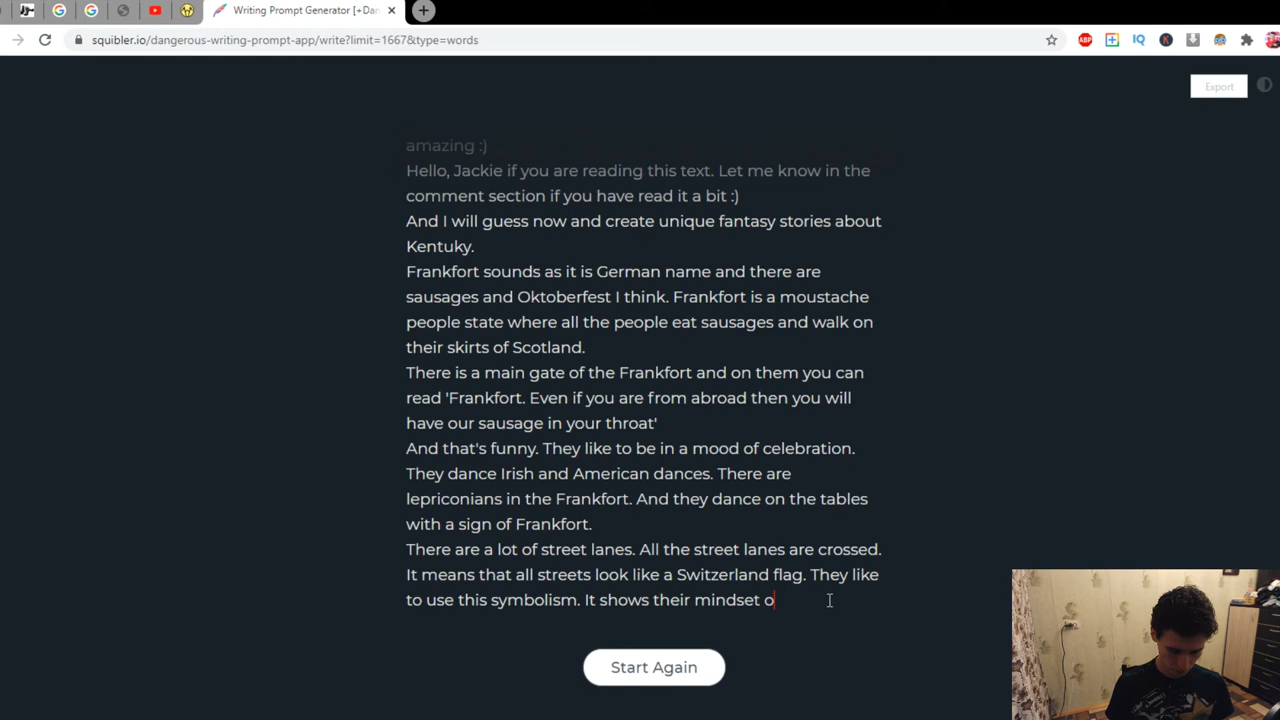 Writing Prompt Generator [+Dan
squibler.io/dangerous-writing-prompt-app/write?limit=1667&type=words
ABP
IQ
K
Export
amazing :)
Hello, Jackie if you are reading this text. Let me know in the
comment section if you have read it a bit :)
And I will guess now and create unique fantasy stories about
Kentuky.
Frankfort sounds as it is German name and there are
sausages and Oktoberfest I think. Frankfort is a moustache
people state where all the people eat sausages and walk on
their skirts of Scotland.
There is a main gate of the Frankfort and on them you can
read 'Frankfort. Even if you are from abroad then you will
have our sausage in your throat'
And that's funny. They like to be in a mood of celebration.
They dance Irish and American dances. There are
lepriconians in the Frankfort. And they dance on the tables
with a sign of Frankfort.
There are a lot of street lanes. All the street lanes are crossed.
It means that all streets look like a Switzerland flag. They like
to use this symbolism. It shows their mindset o
Start Again